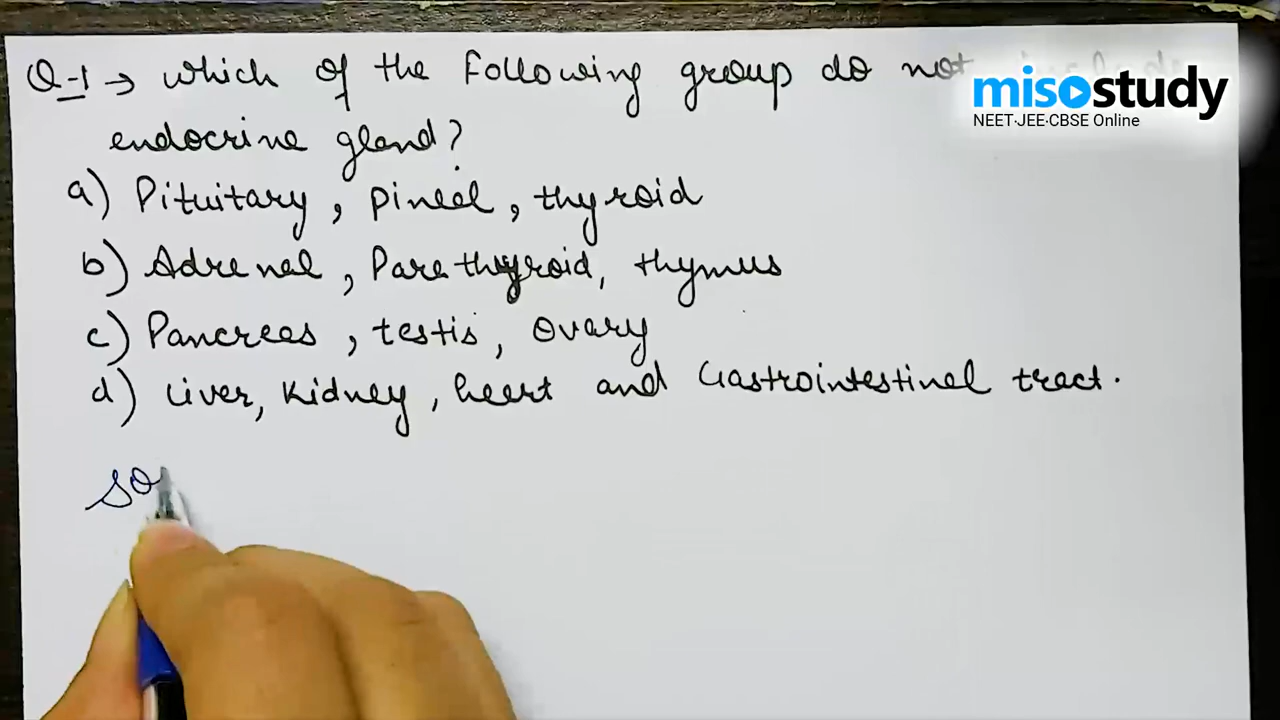 Q-1 → which of the following group do not
misostudy
NEET·JEE·CBSE Online
endocrine gland?
a) Pituitary, pineal, thyroid
b) Adrenal, Parathyroid, thymus
c) Pancreas, testis, ovary
d) Liver, Kidney, heart and Gastrointestinal tract.
so